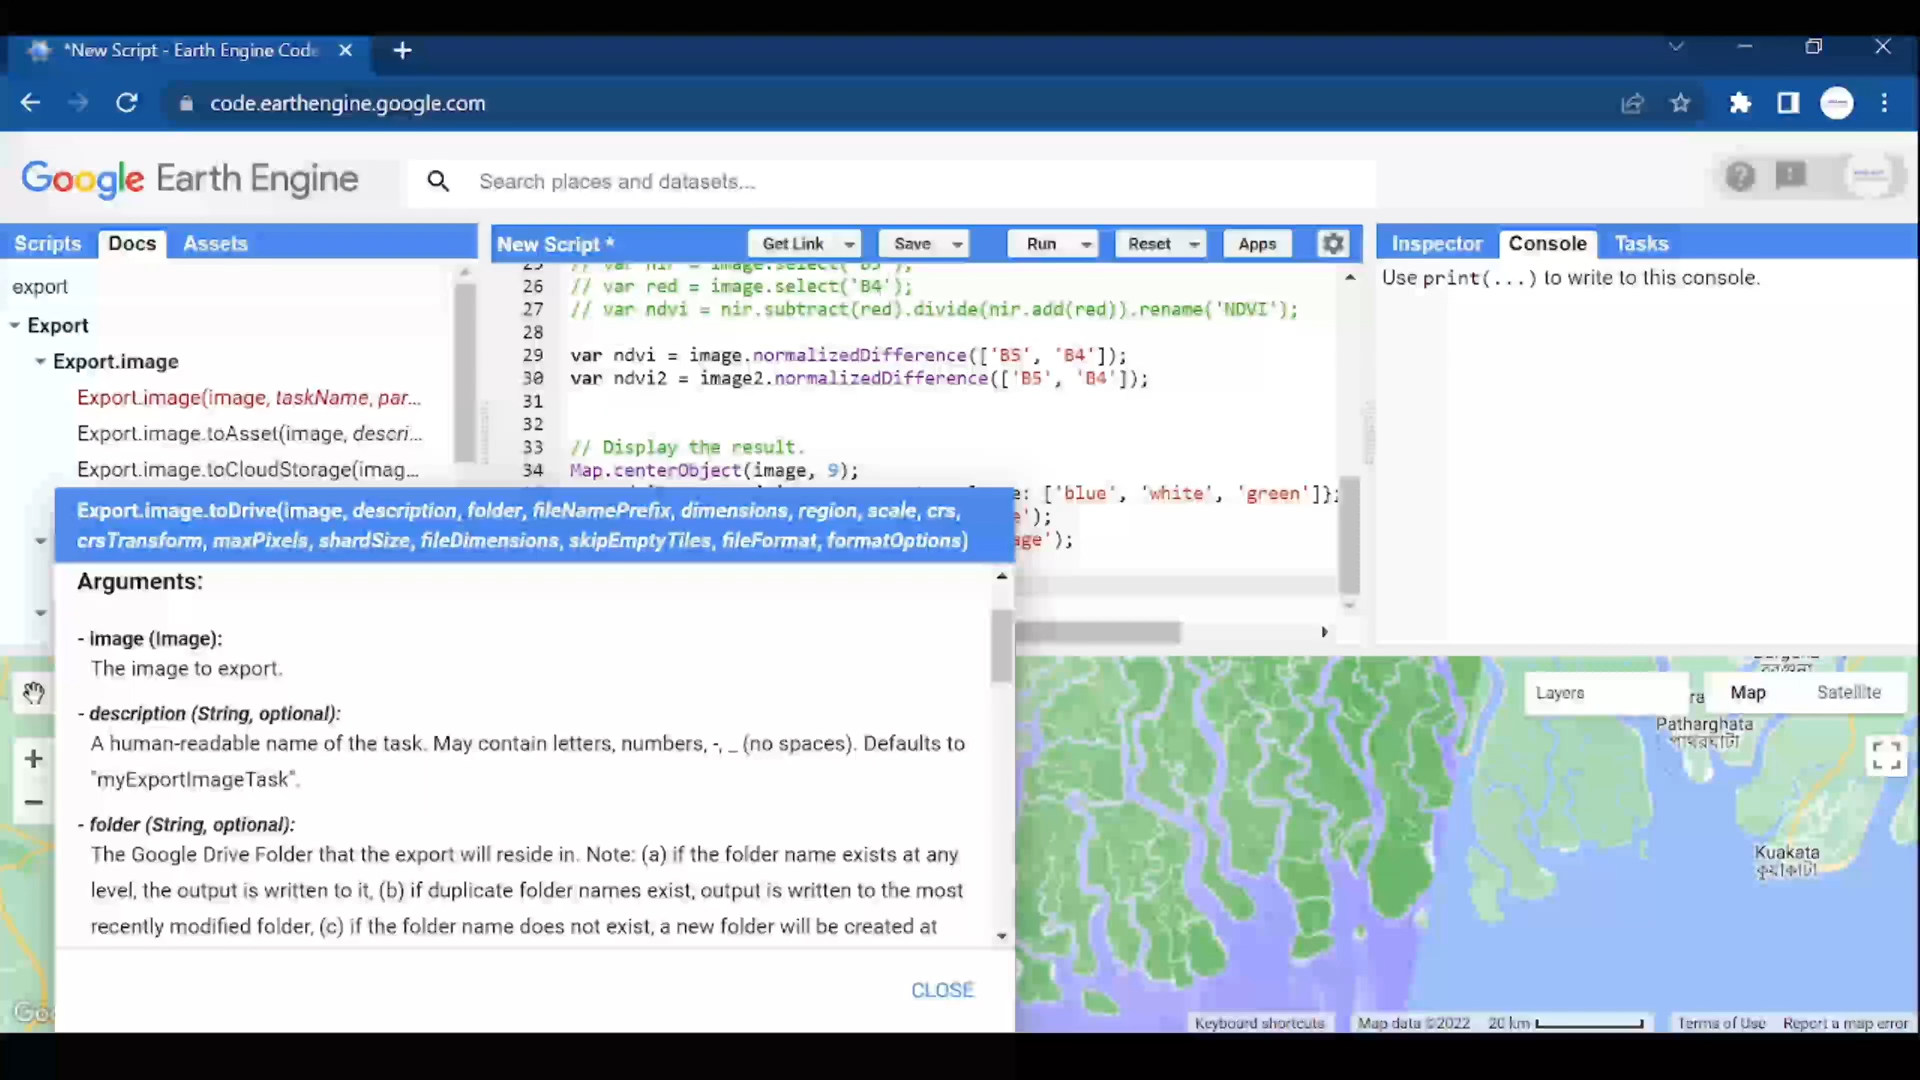 *New Script - Earth Engine Code
code.earthengine.google.com
Google Earth Engine
Search places and datasets...
Scripts Docs Assets
export
Export
Export.image
Export.image(image, taskName, par...
Export.image.toAsset(image, descri...
Export.image.toCloudStorage(imag...
New Script * Get Link Save Run Reset Apps
25 // var nir = image.select('B5');
26 // var red = image.select('B4');
27 // var ndvi = nir.subtract(red).divide(nir.add(red)).rename('NDVI');
28
29 var ndvi = image.normalizedDifference(['B5', 'B4']);
30 var ndvi2 = image2.normalizedDifference(['B5', 'B4']);
31
32
33 // Display the result.
34 Map.centerObject(image, 9);
e: ['blue', 'white', 'green']};
e');
age');
Inspector Console Tasks
Use print(...) to write to this console.
Export.image.toDrive(image, description, folder, fileNamePrefix, dimensions, region, scale, crs,
crsTransform, maxPixels, shardSize, fileDimensions, skipEmptyTiles, fileFormat, formatOptions)
Arguments:
- image (Image):
The image to export.
- description (String, optional):
A human-readable name of the task. May contain letters, numbers, -, _ (no spaces). Defaults to
"myExportImageTask".
- folder (String, optional):
The Google Drive Folder that the export will reside in. Note: (a) if the folder name exists at any
level, the output is written to it, (b) if duplicate folder names exist, output is written to the most
recently modified folder, (c) if the folder name does not exist, a new folder will be created at
CLOSE
Layers
Map Satellite
Patharghata
পাথরঘাটা
Kuakata
কুয়াকাটা
Goo
Keyboard shortcuts Map data ©2022 20 km Terms of Use Report a map error